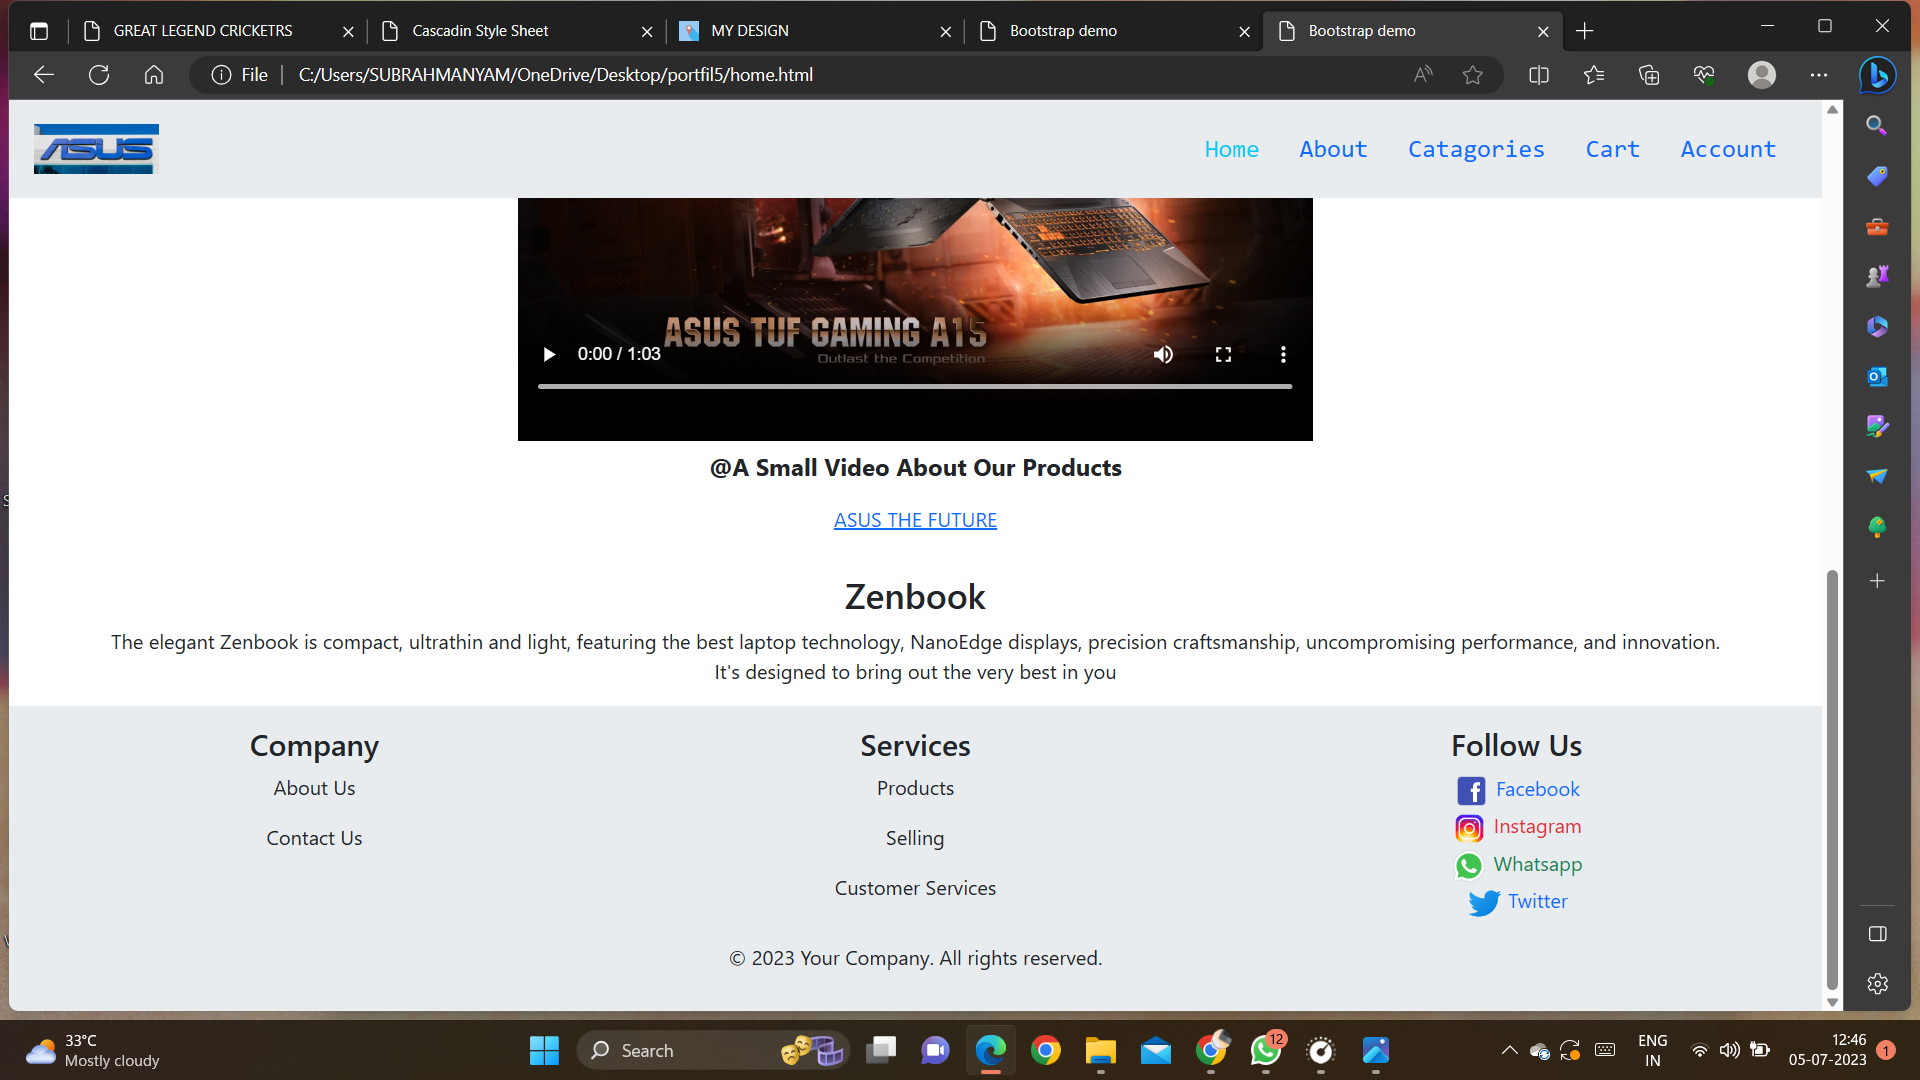 GREAT LEGEND CRICKETRS
Cascadin Style Sheet
MY DESIGN
Bootstrap demo
Bootstrap demo
File
C:/Users/SUBRAHMANYAM/OneDrive/Desktop/portfil5/home.html
ASUS
Home
About
Catagories
Cart
Account
ASUS TUF GAMING A15
Outlast the Competition
0:00 / 1:03
@A Small Video About Our Products
ASUS THE FUTURE
Zenbook
The elegant Zenbook is compact, ultrathin and light, featuring the best laptop technology, NanoEdge displays, precision craftsmanship, uncompromising performance, and innovation.
It's designed to bring out the very best in you
Company
About Us
Contact Us
Services
Products
Selling
Customer Services
Follow Us
Facebook
Instagram
Whatsapp
Twitter
© 2023 Your Company. All rights reserved.
33°C
Mostly cloudy
Search
12
ENG
IN
12:46
05-07-2023
1